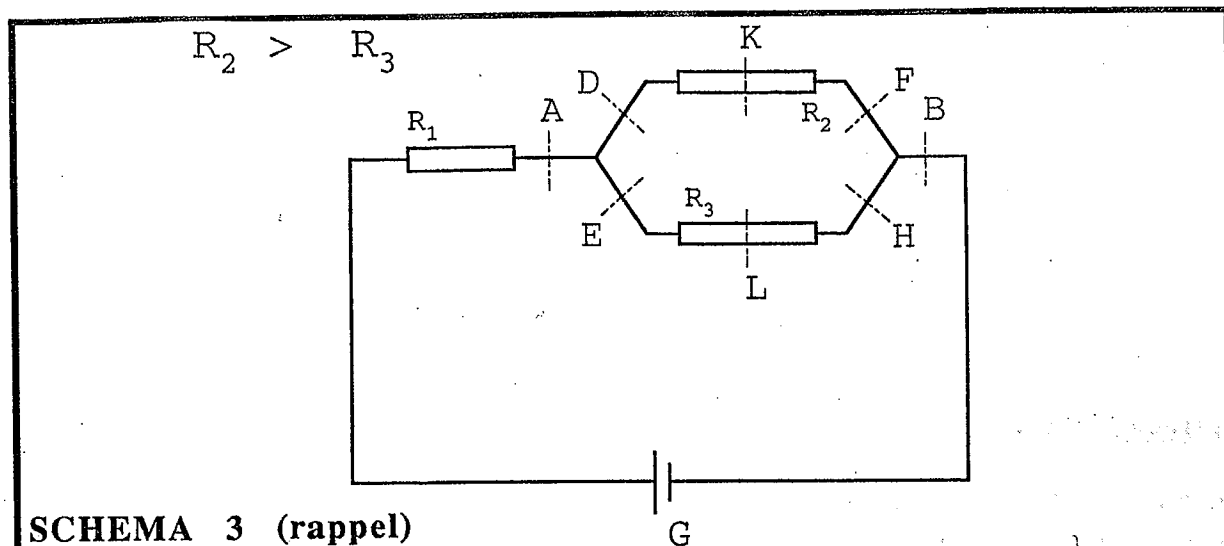 R₂ > R₃
K
D
F
A
B
R₁
R₂
R₃
E
H
L
SCHEMA 3 (rappel)
G